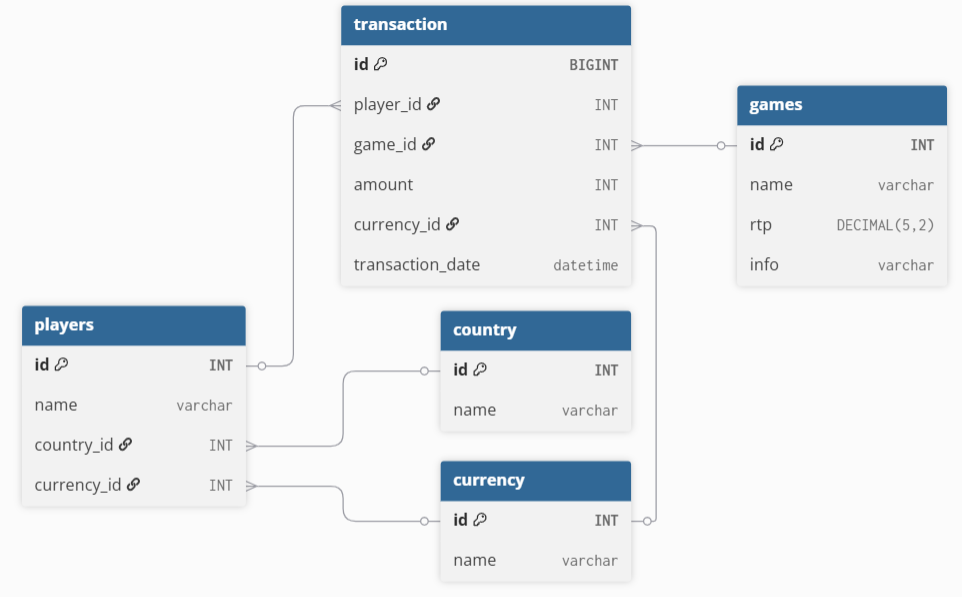 transaction
id BIGINT
player_id INT
game_id INT
amount INT
currency_id INT
transaction_date datetime
games
id INT
name varchar
rtp DECIMAL(5,2)
info varchar
players
id INT
name varchar
country_id INT
currency_id INT
country
id INT
name varchar
currency
id INT
name varchar